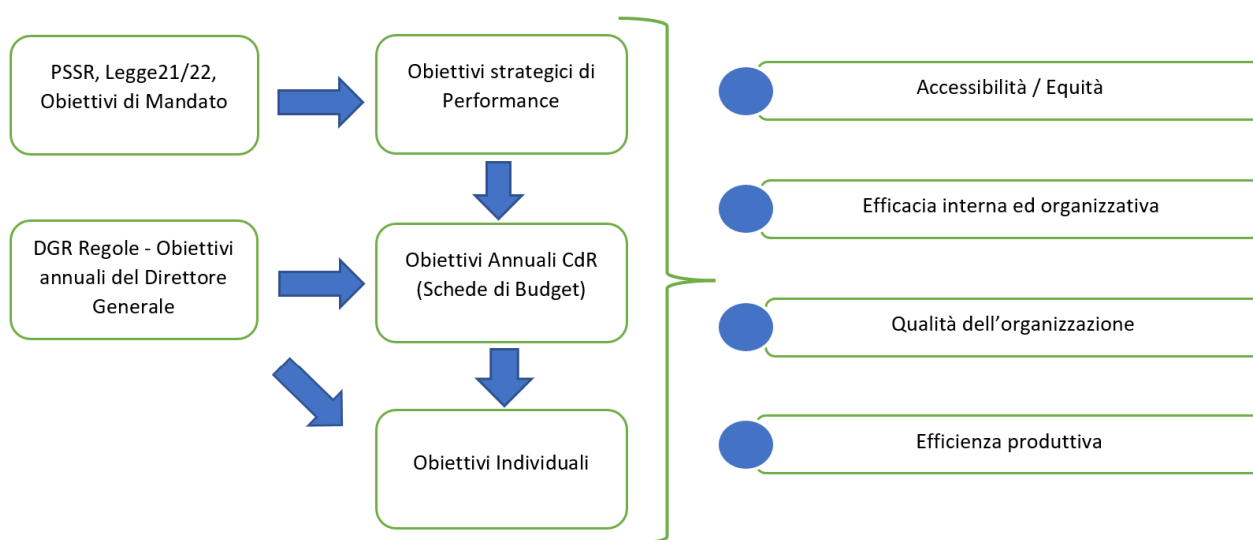 PSSR, Legge21/22,
Obiettivi di Mandato
Obiettivi strategici di
Performance
DGR Regole - Obiettivi
annuali del Direttore
Generale
Obiettivi Annuali CdR
(Schede di Budget)
Obiettivi Individuali
Accessibilità / Equità
Efficacia interna ed organizzativa
Qualità dell’organizzazione
Efficienza produttiva